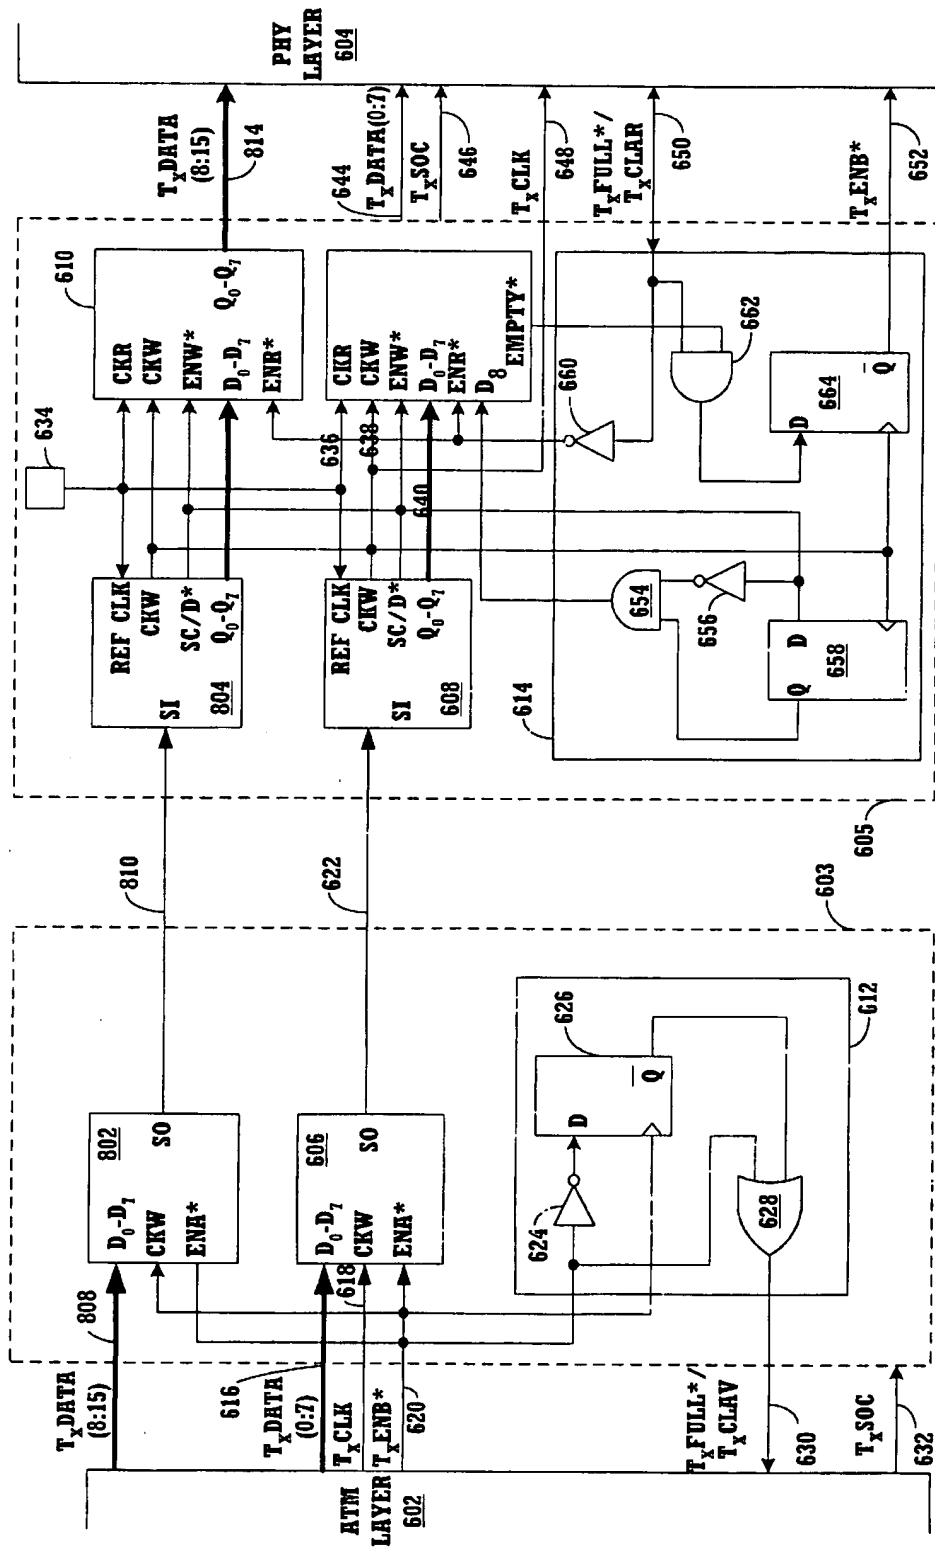 TXDATA
(8:15)
808
616
TXDATA
(0:7)
TXCLK
TXENB*
ATM
LAYER
602
620
618
TXFULL*/
TXCLAV
630
TXSOC
632
D0-D7
802
CKW
SO
ENA*
D0-D7
606
CKW
SO
ENA*
624
D
626
Q
628
612
603
810
622
605
614
SI
REF CLK
CKW
SC/D*
Q0-Q7
804
SI
REF CLK
CKW
SC/D*
Q0-Q7
608
634
636
638
640
CKR
CKW
ENW*
D0-D7
ENR*
Q0-Q7
610
CKR
CKW
ENW*
D0-D7
ENR*
D8
EMPTY*
654
656
Q
D
658
660
662
D
664
Q
TXDATA
(8:15)
814
644
TXDATA(0:7)
TXSOC
646
TXCLK
648
TXFULL*/
TXCLAR
650
TXENB*
652
PHY
LAYER
604